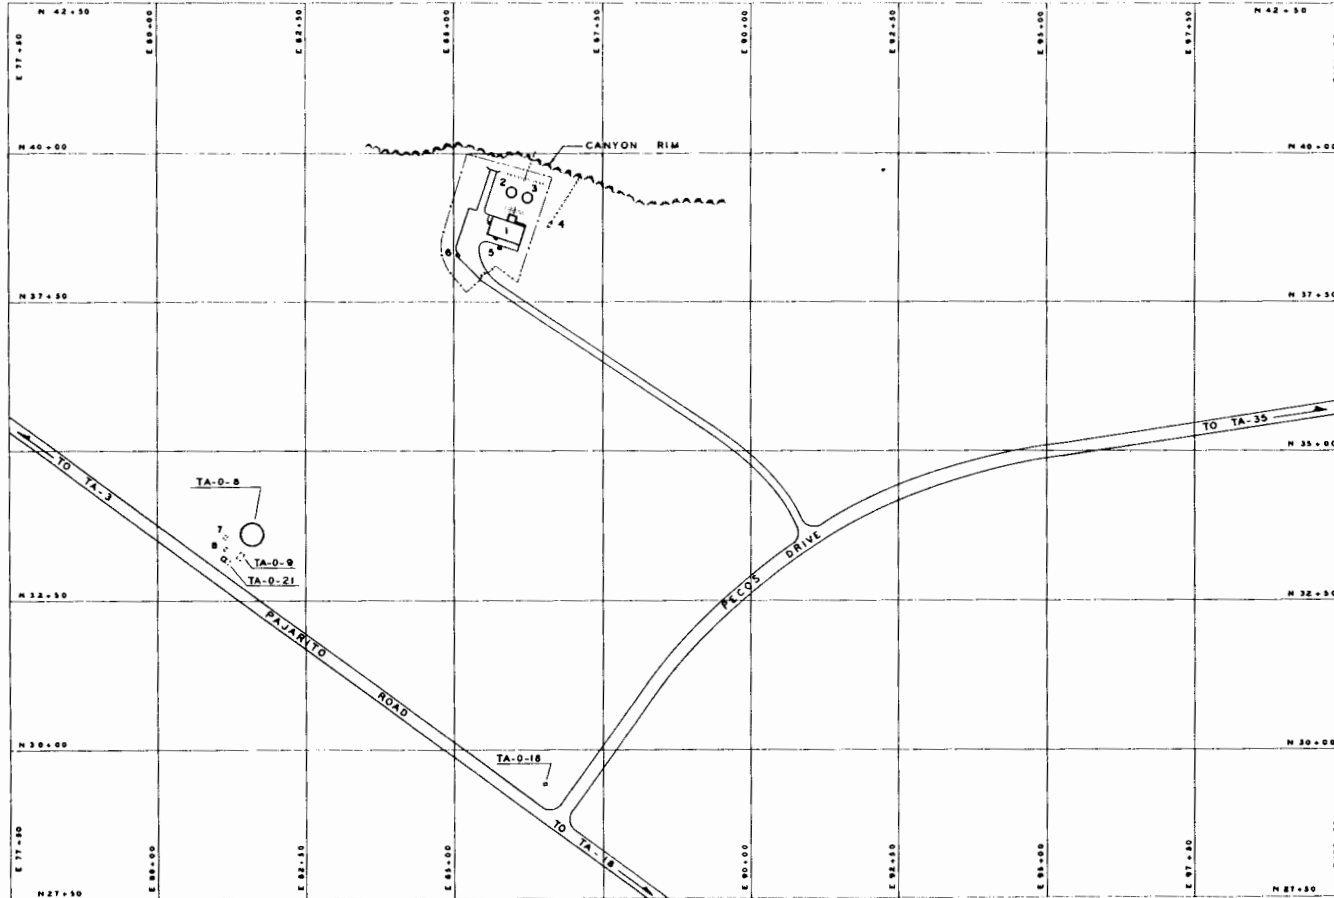 N 42+50
N 42+50
E 77+50
E 80+00
E 82+50
E 85+00
E 87+50
E 90+00
E 92+50
E 95+00
E 97+50
N 40+00
CANYON RIM
N 40+00
2
3
4
1
5
6
N 37+50
N 37+50
TO TA-35
N 35+00
N 35+00
TO TA-3
TA-0-8
7
8
TA-0-9
TA-0-21
PECOS DRIVE
N 32+50
N 32+50
PAJARITO ROAD
N 30+00
N 30+00
TA-0-18
TO TA-18
E 77+50
E 80+00
E 82+50
E 85+00
E 87+50
E 90+00
E 92+50
E 95+00
E 97+50
N 27+50
N 27+50